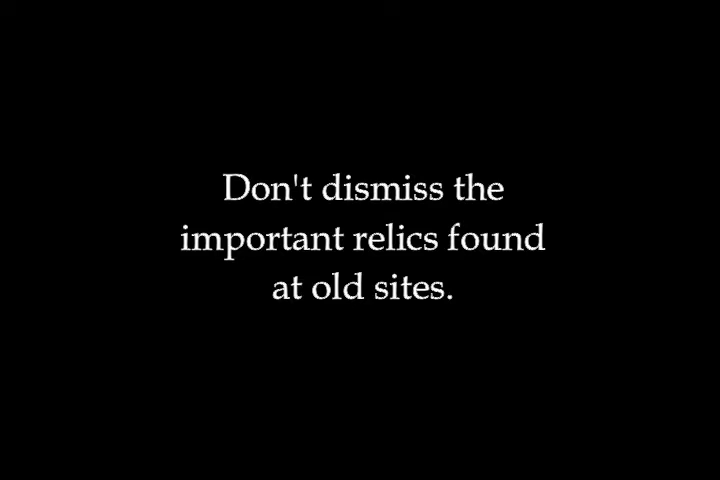 Don't dismiss the
important relics found
at old sites.